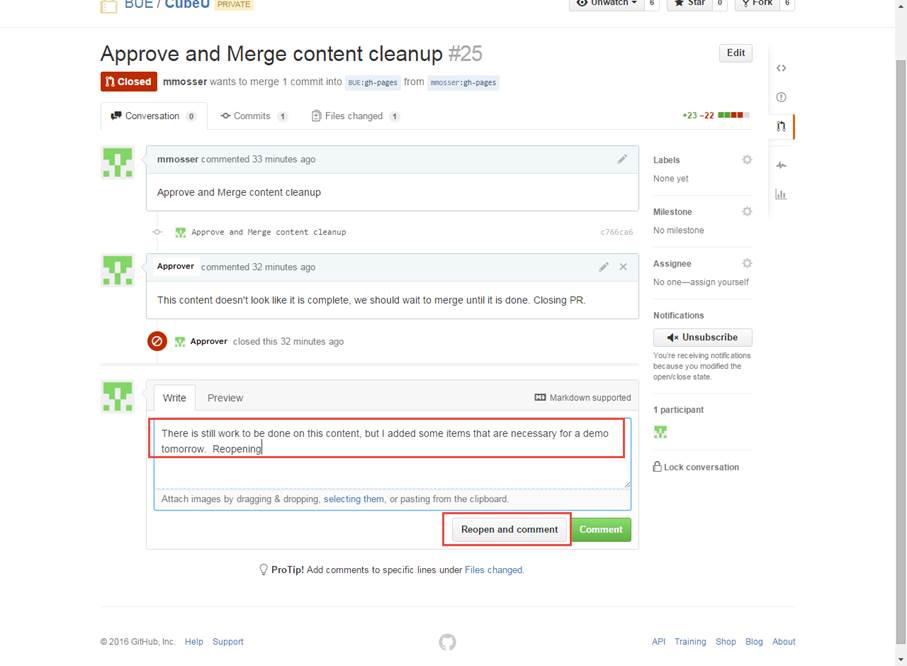 BUE / CubeU PRIVATE
Unwatch 6 Star 0 Fork 6
Approve and Merge content cleanup #25
Edit
Closed mmosser wants to merge 1 commit into BUE:gh-pages from mmosser:gh-pages
Conversation 0 Commits 1 Files changed 1 +23 −22
mmosser commented 33 minutes ago
Approve and Merge content cleanup
Approve and Merge content cleanup c766ca6
Approver commented 32 minutes ago
This content doesn't look like it is complete, we should wait to merge until it is done. Closing PR.
Approver closed this 32 minutes ago
Write Preview Markdown supported
There is still work to be done on this content, but I added some items that are necessary for a demo
tomorrow. Reopening
Attach images by dragging & dropping, selecting them, or pasting from the clipboard.
Reopen and comment Comment
ProTip! Add comments to specific lines under Files changed.
Labels
None yet
Milestone
No milestone
Assignee
No one—assign yourself
Notifications
Unsubscribe
You're receiving notifications
because you modified the
open/close state.
1 participant
Lock conversation
© 2016 GitHub, Inc. Help Support
API Training Shop Blog About